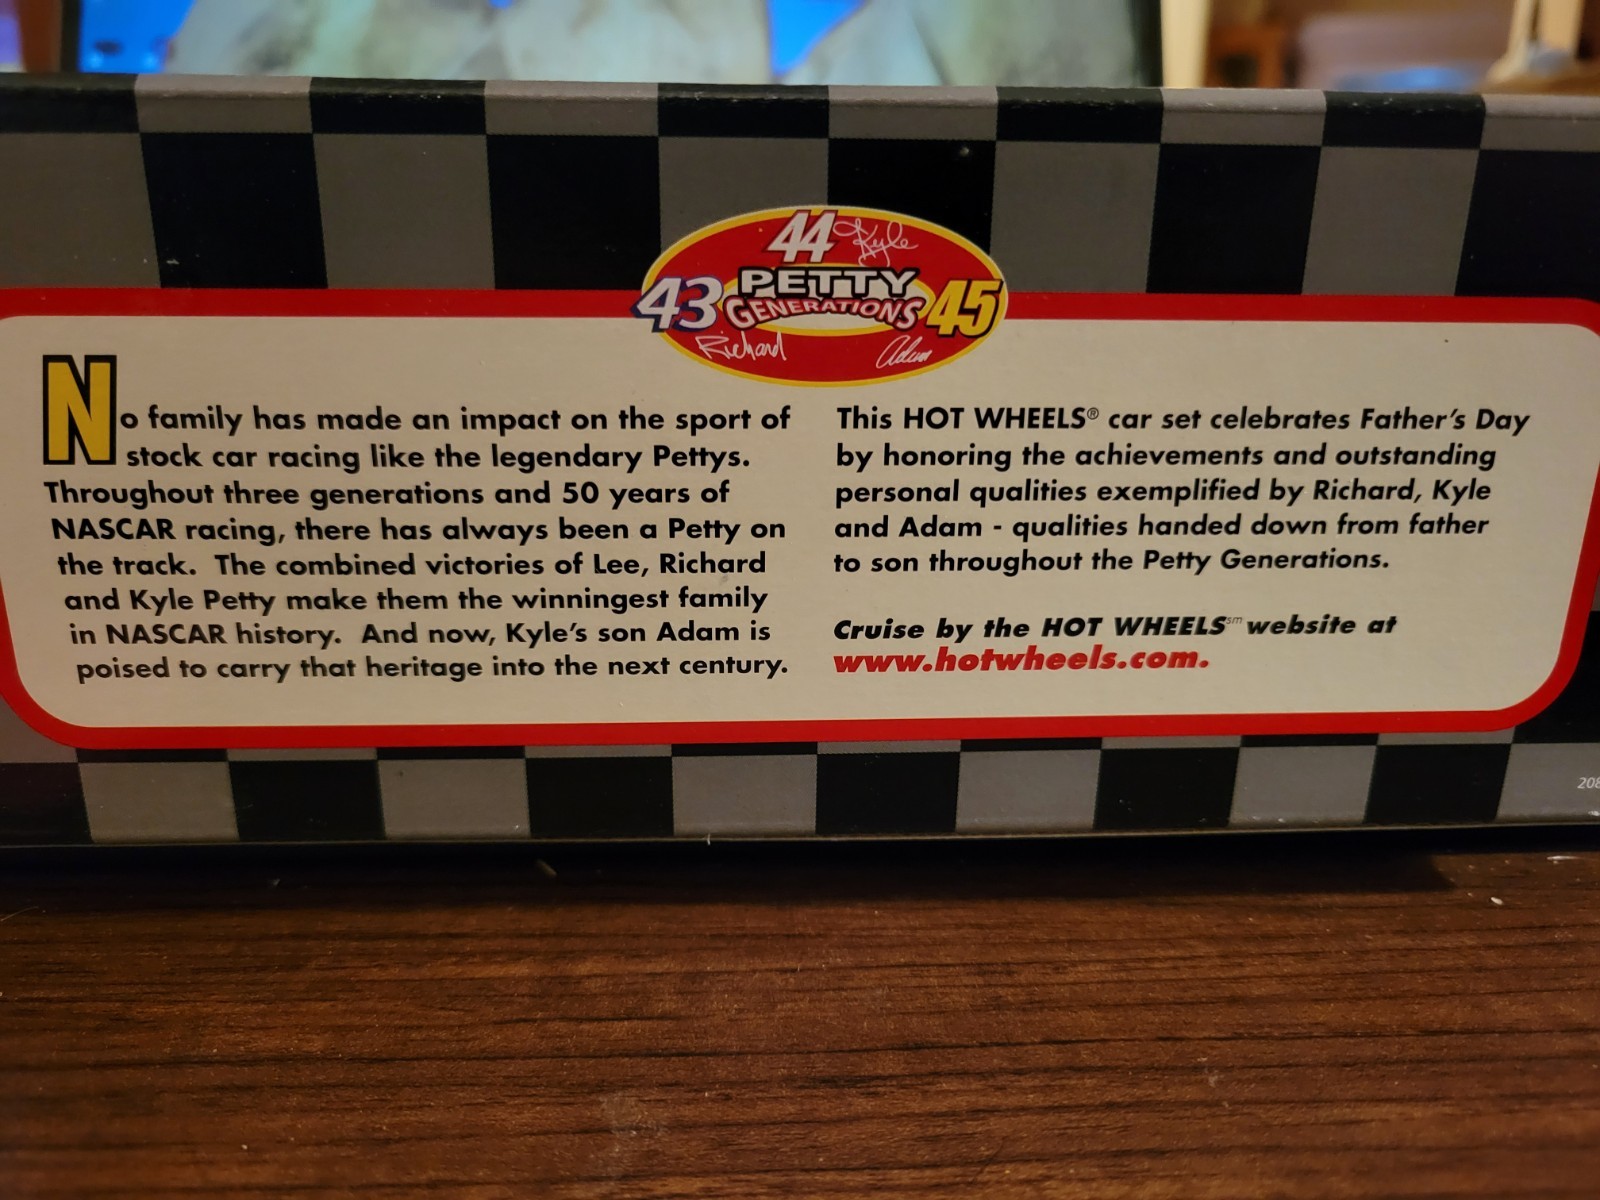 44 Kyle
PETTY
43 GENERATIONS 45
Richard Adam
No family has made an impact on the sport of
stock car racing like the legendary Pettys.
Throughout three generations and 50 years of
NASCAR racing, there has always been a Petty on
the track. The combined victories of Lee, Richard
and Kyle Petty make them the winningest family
in NASCAR history. And now, Kyle's son Adam is
poised to carry that heritage into the next century.
This HOT WHEELS® car set celebrates Father's Day
by honoring the achievements and outstanding
personal qualities exemplified by Richard, Kyle
and Adam - qualities handed down from father
to son throughout the Petty Generations.
Cruise by the HOT WHEELS℠ website at
www.hotwheels.com.